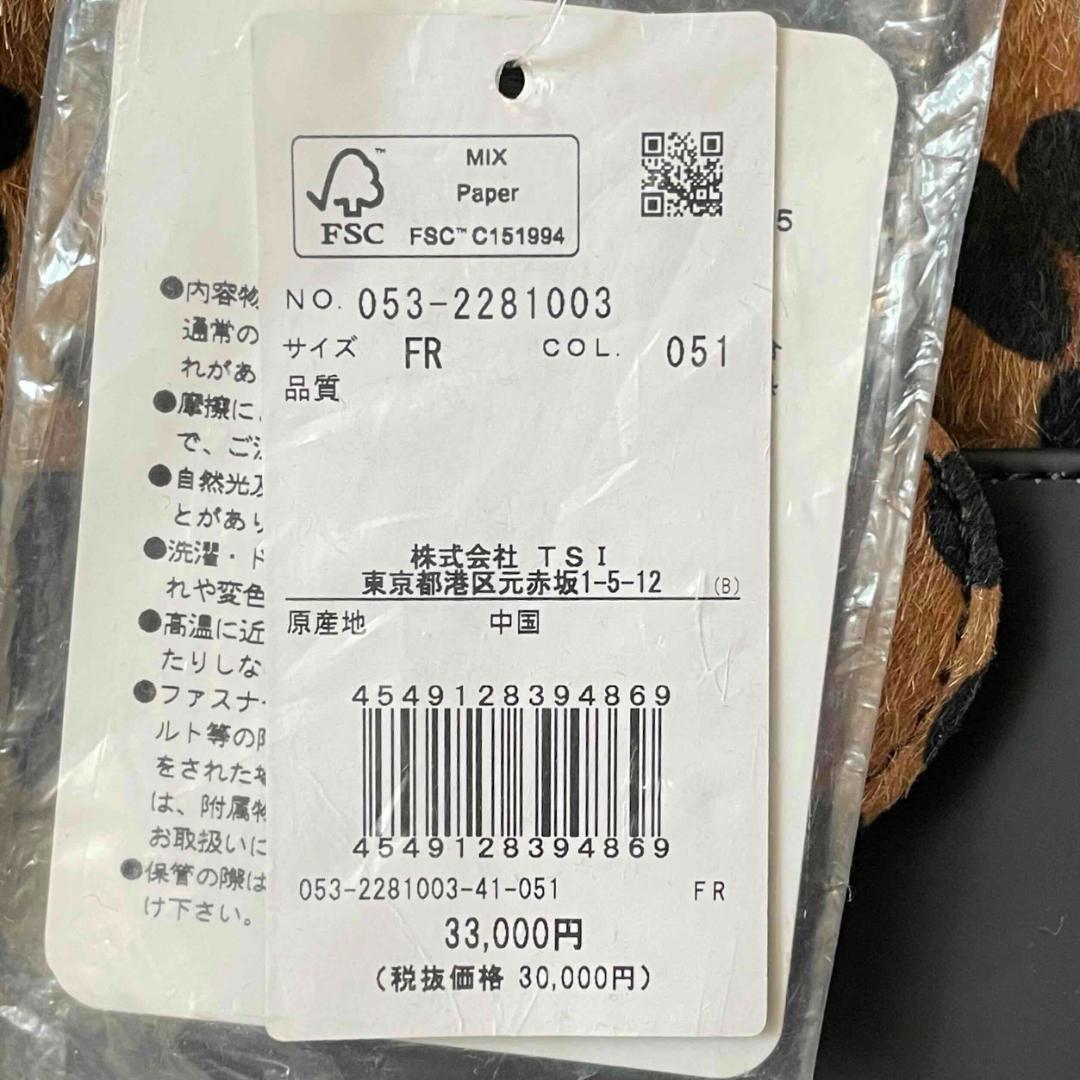 MIX
Paper
FSC™ C151994
FSC
NO. 053-2281003
サイズ FR COL. 051
品質
株式会社 TSI
東京都港区元赤坂1-5-12 (B)
原産地 中国
4549128394869
4549128394869
053-2281003-41-051 FR
33,000円
(税抜価格 30,000円)
●内容物
通常の
れがあ
●摩擦に
で、ご
●自然光
とがあり
●洗濯・ド
れや変色
●高温に近
たりしな
●ファスナー
ルト等の
をされた
は、附属
お取扱いに
●保管の際は
け下さい。
5